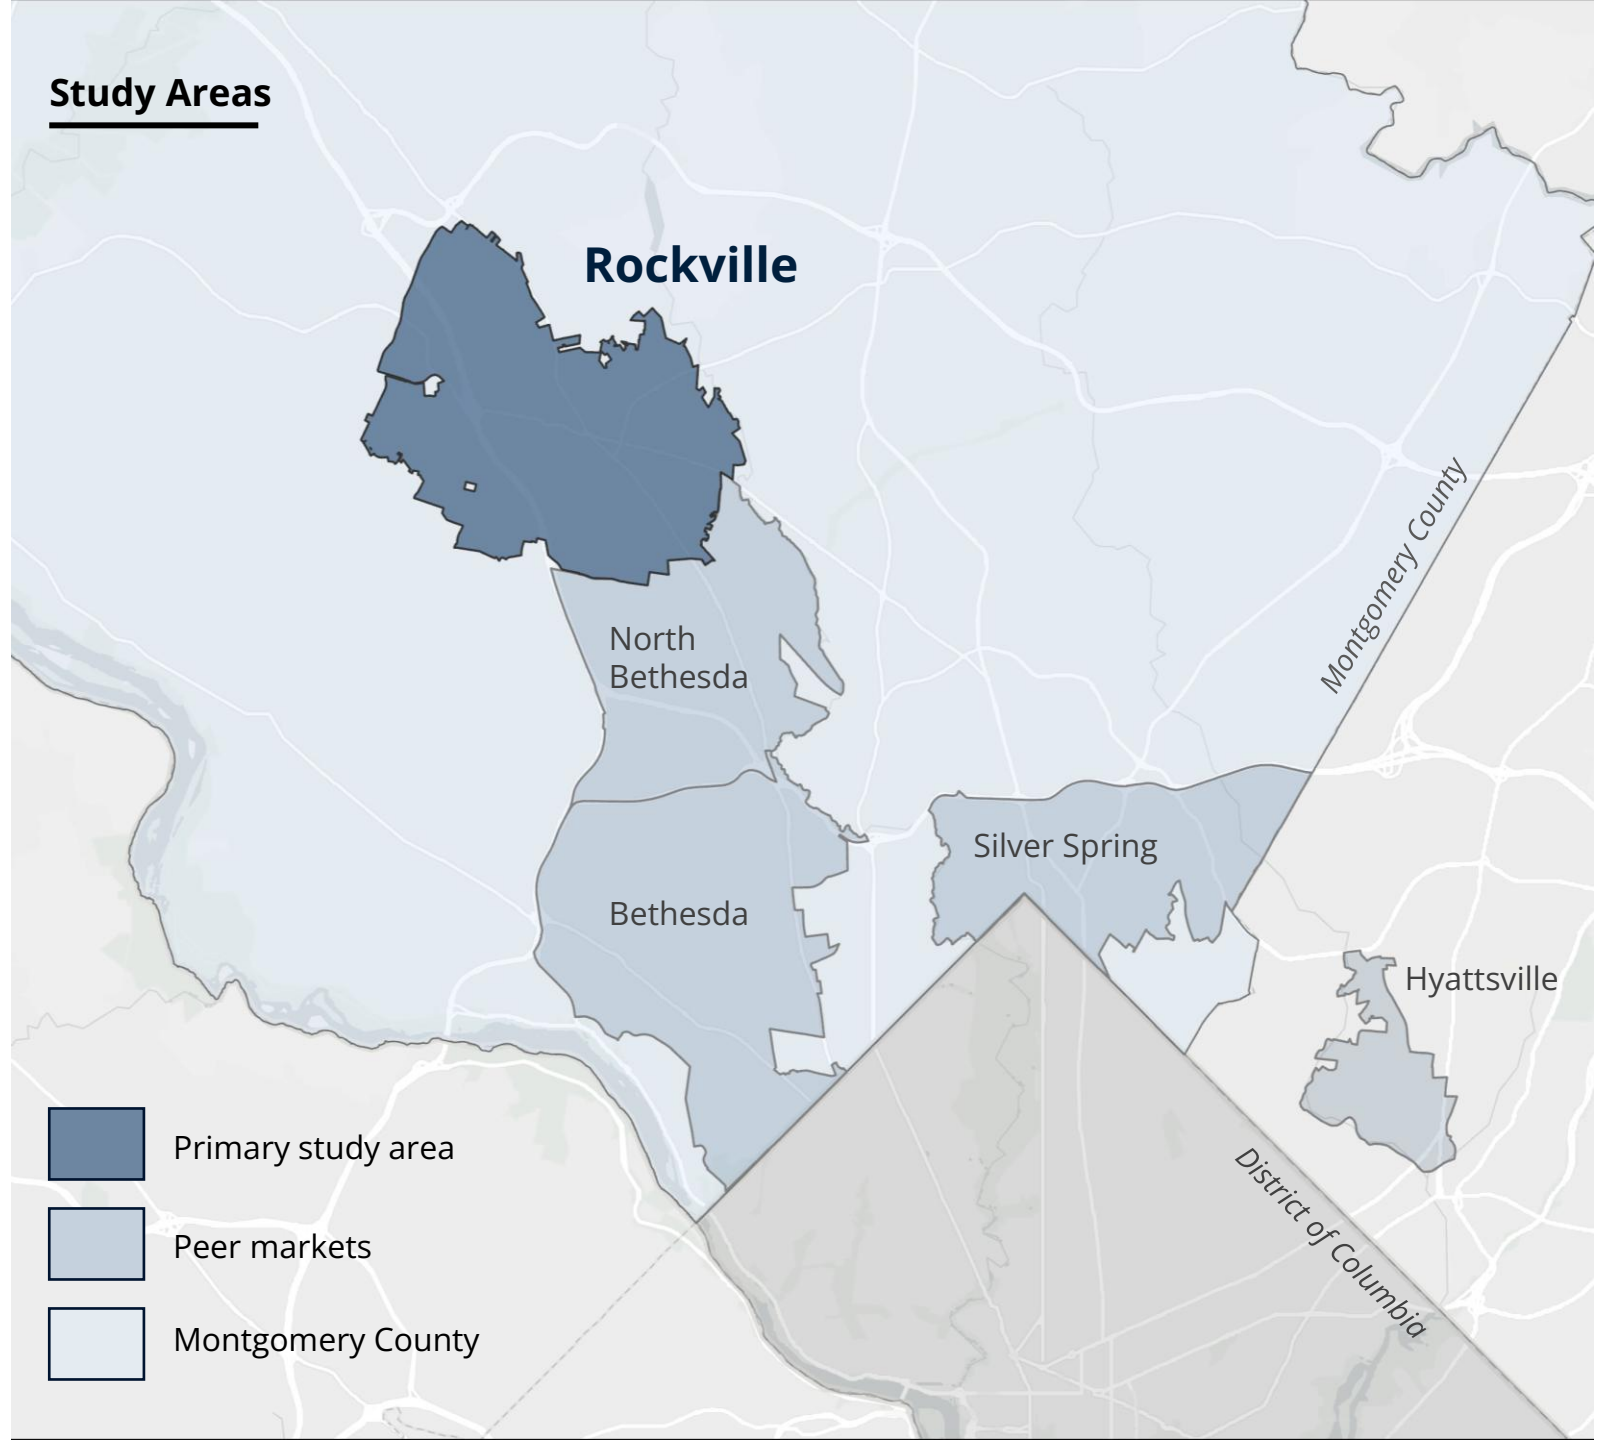 Study Areas
Rockville
Montgomery County
North
Bethesda
Silver Spring
Bethesda
Hyattsville
District of Columbia
Primary study area
Peer markets
Montgomery County